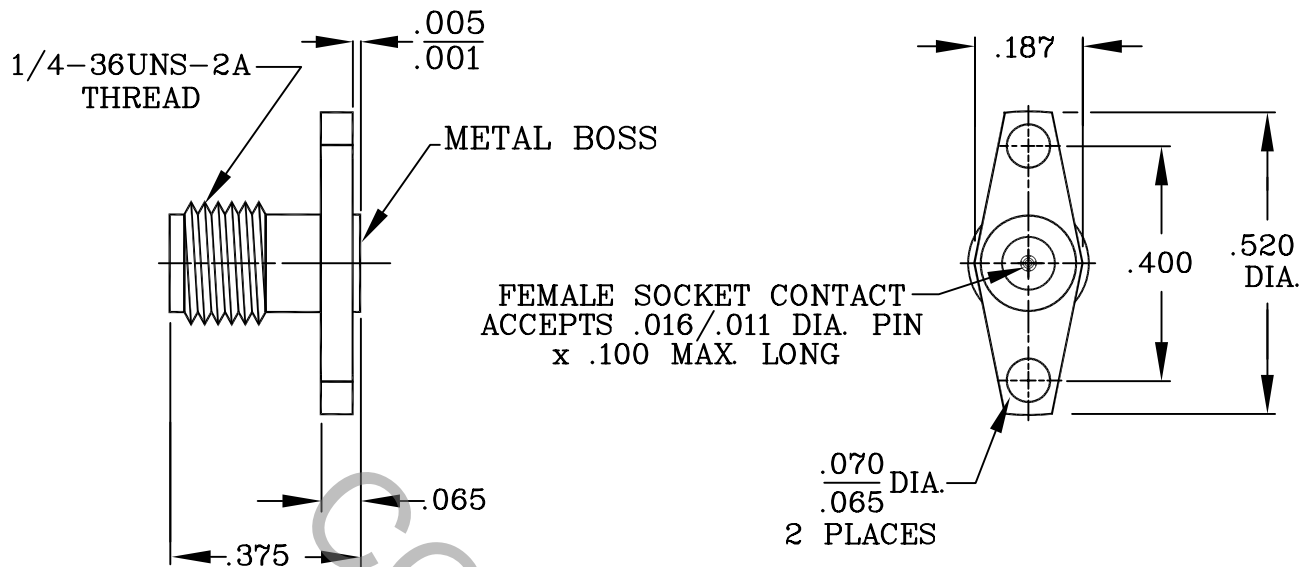 .005
.001
1/4-36UNS-2A
THREAD
METAL BOSS
.187
.400
.520
DIA.
FEMALE SOCKET CONTACT
ACCEPTS .016/.011 DIA. PIN
x .100 MAX. LONG
.070
.065 DIA.
2 PLACES
.065
.375